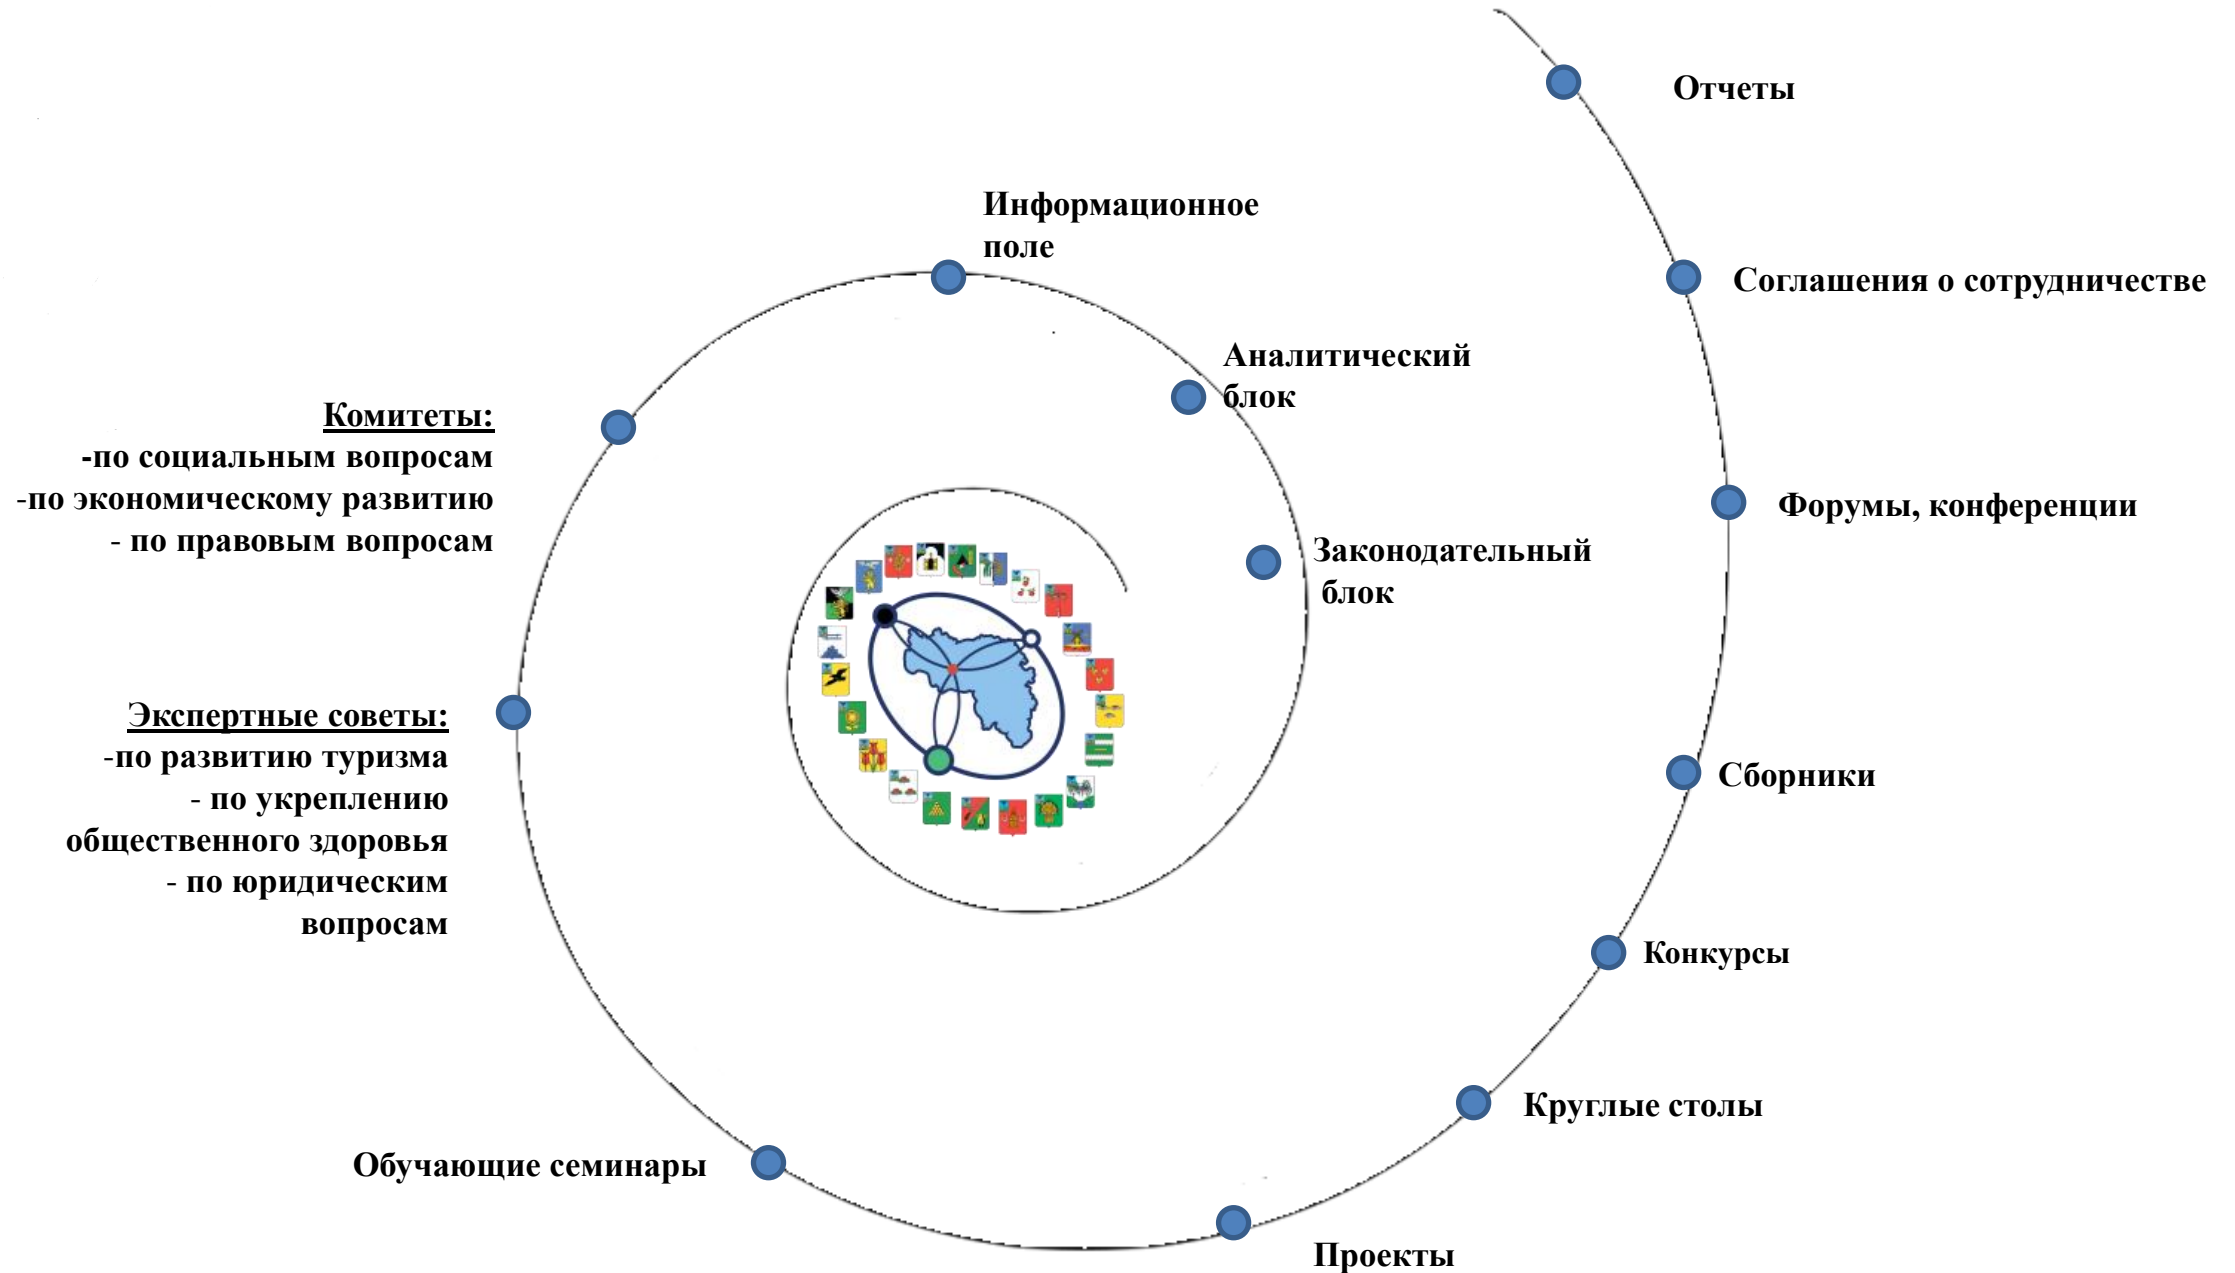 Отчеты
Информационное
поле
Соглашения о сотрудничестве
Аналитический
блок
Комитеты:
-по социальным вопросам
-по экономическому развитию
- по правовым вопросам
Форумы, конференции
Законодательный
блок
Экспертные советы:
-по развитию туризма
- по укреплению
общественного здоровья
- по юридическим
вопросам
Сборники
Конкурсы
Круглые столы
Обучающие семинары
Проекты